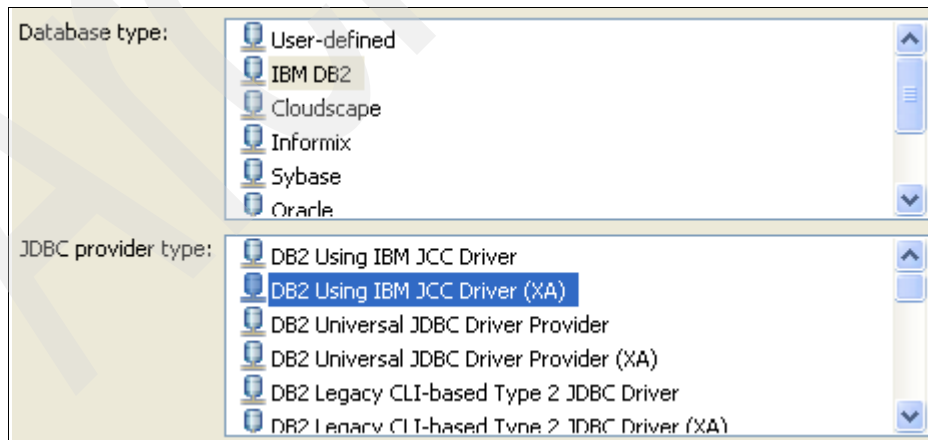 Database type:
User-defined
IBM DB2
Cloudscape
Informix
Sybase
Oracle
JDBC provider type:
DB2 Using IBM JCC Driver
DB2 Using IBM JCC Driver (XA)
DB2 Universal JDBC Driver Provider
DB2 Universal JDBC Driver Provider (XA)
DB2 Legacy CLI-based Type 2 JDBC Driver
DB2 Legacy CLI-based Type 2 JDBC Driver (XA)